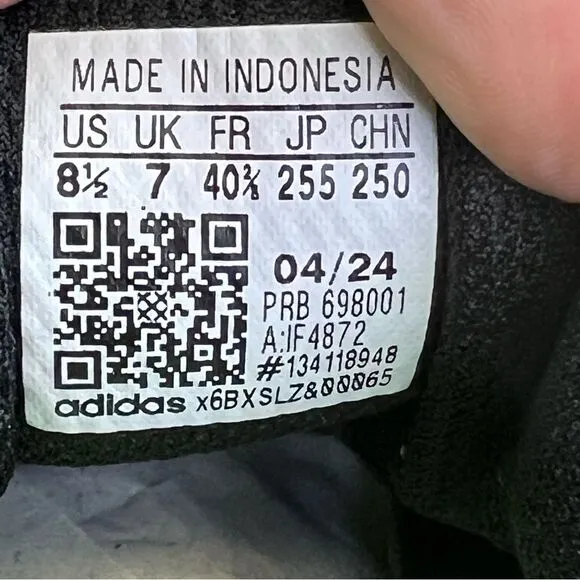 MADE IN INDONESIA
US UK FR JP CHN
8½ 7 40⅔ 255 250
04/24
PRB 698001
A:IF4872
#134118948
adidas x6BXSLZ&00065